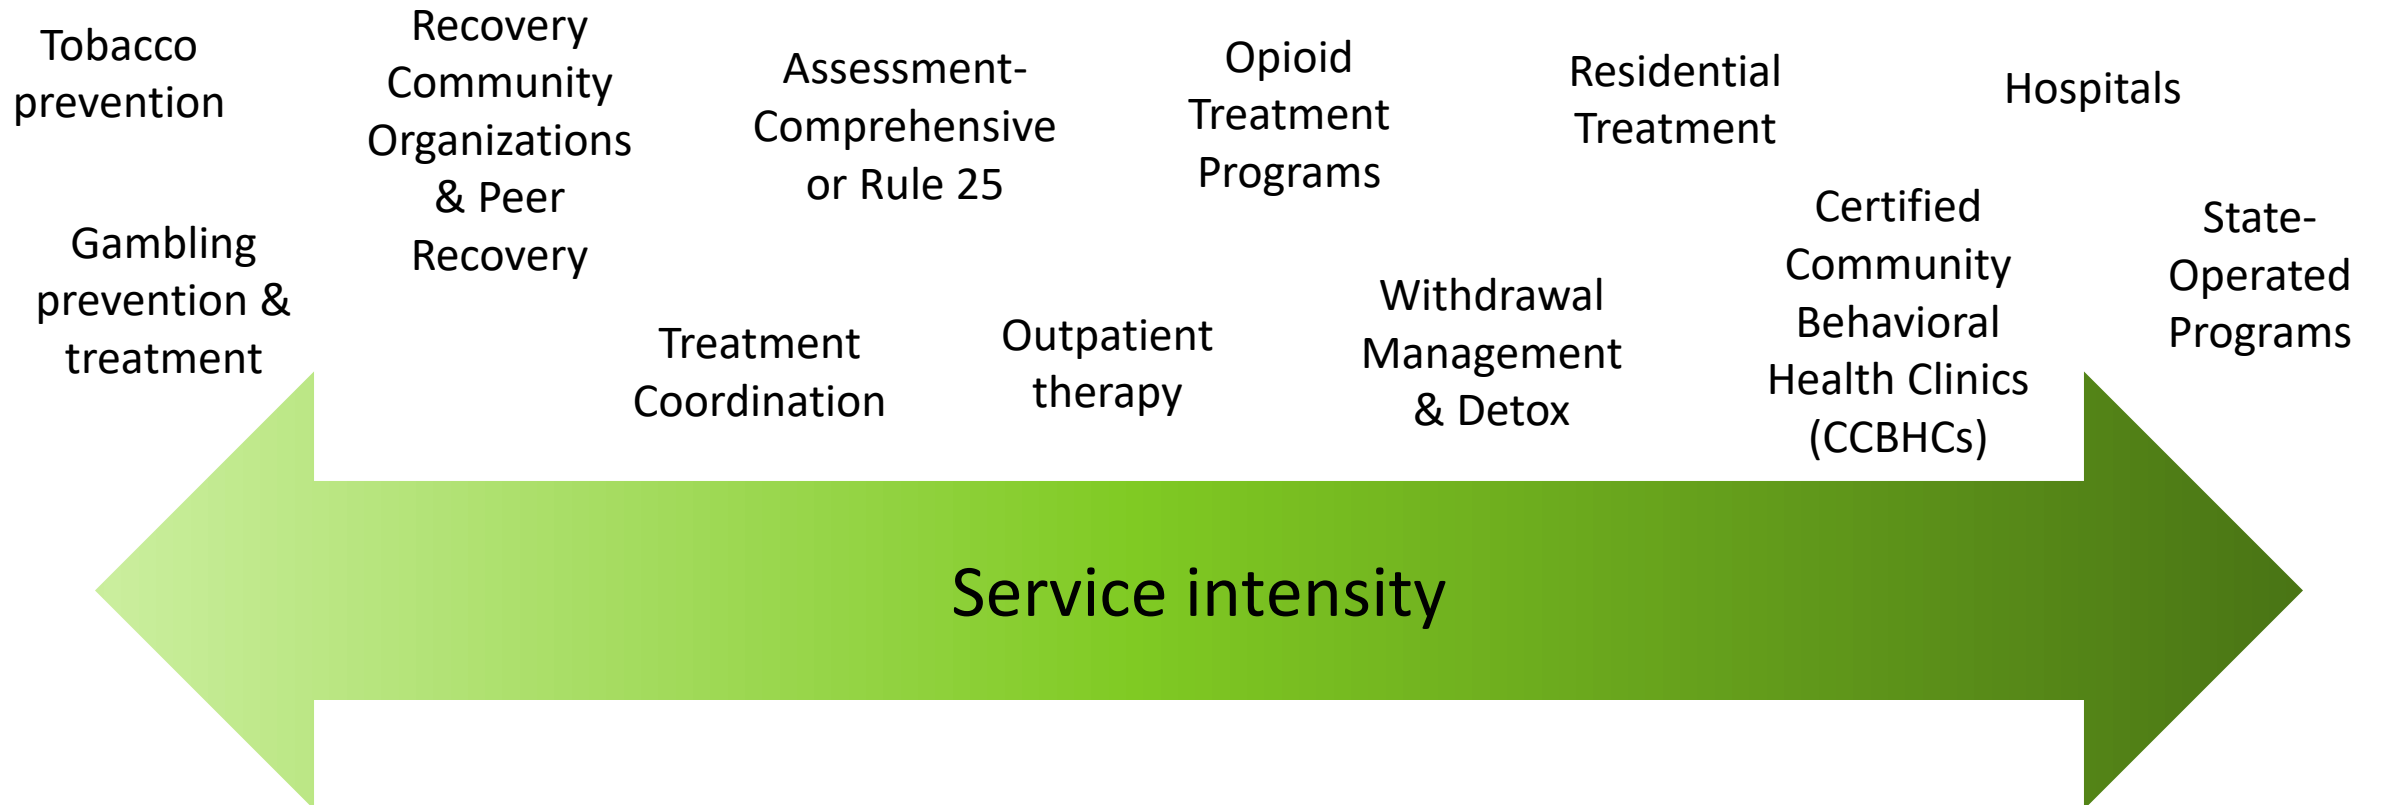 Tobacco
prevention
Recovery
Community
Organizations
& Peer
Recovery
Assessment-
Comprehensive
or Rule 25
Opioid
Treatment
Programs
Residential
Treatment
Hospitals
Gambling
prevention &
treatment
Treatment
Coordination
Outpatient
therapy
Withdrawal
Management
& Detox
Certified
Community
Behavioral
Health Clinics
(CCBHCs)
State-
Operated
Programs
Service intensity